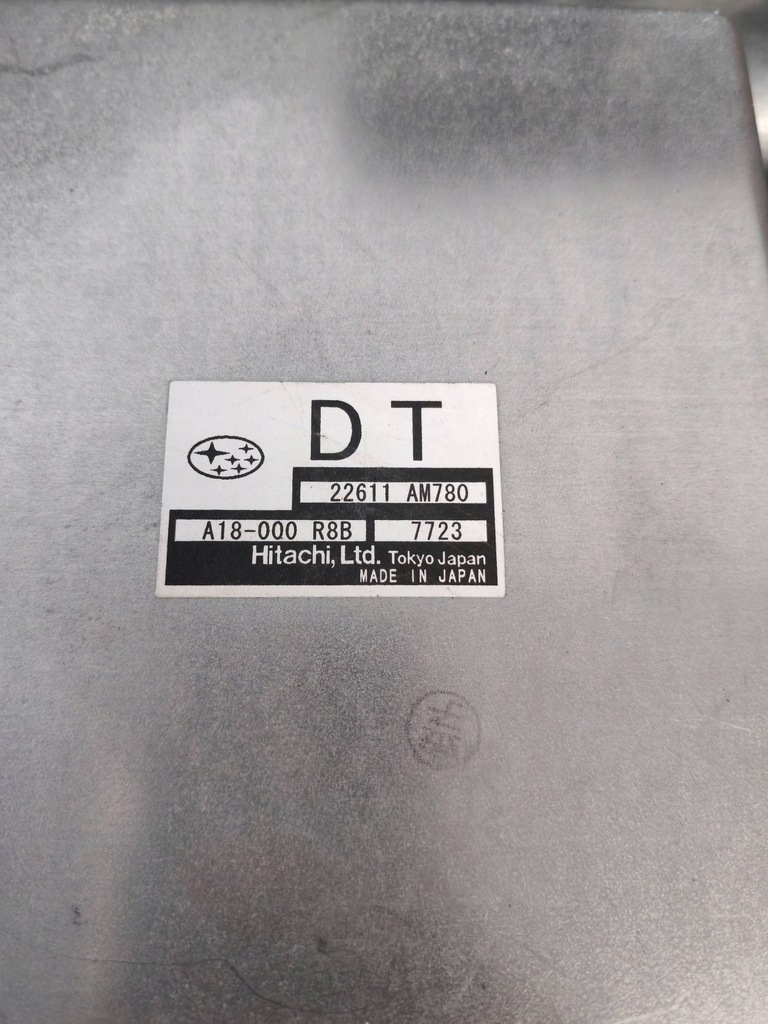 DT
22611 AM780
A18-000 R8B 7723
Hitachi, Ltd. Tokyo Japan
MADE IN JAPAN